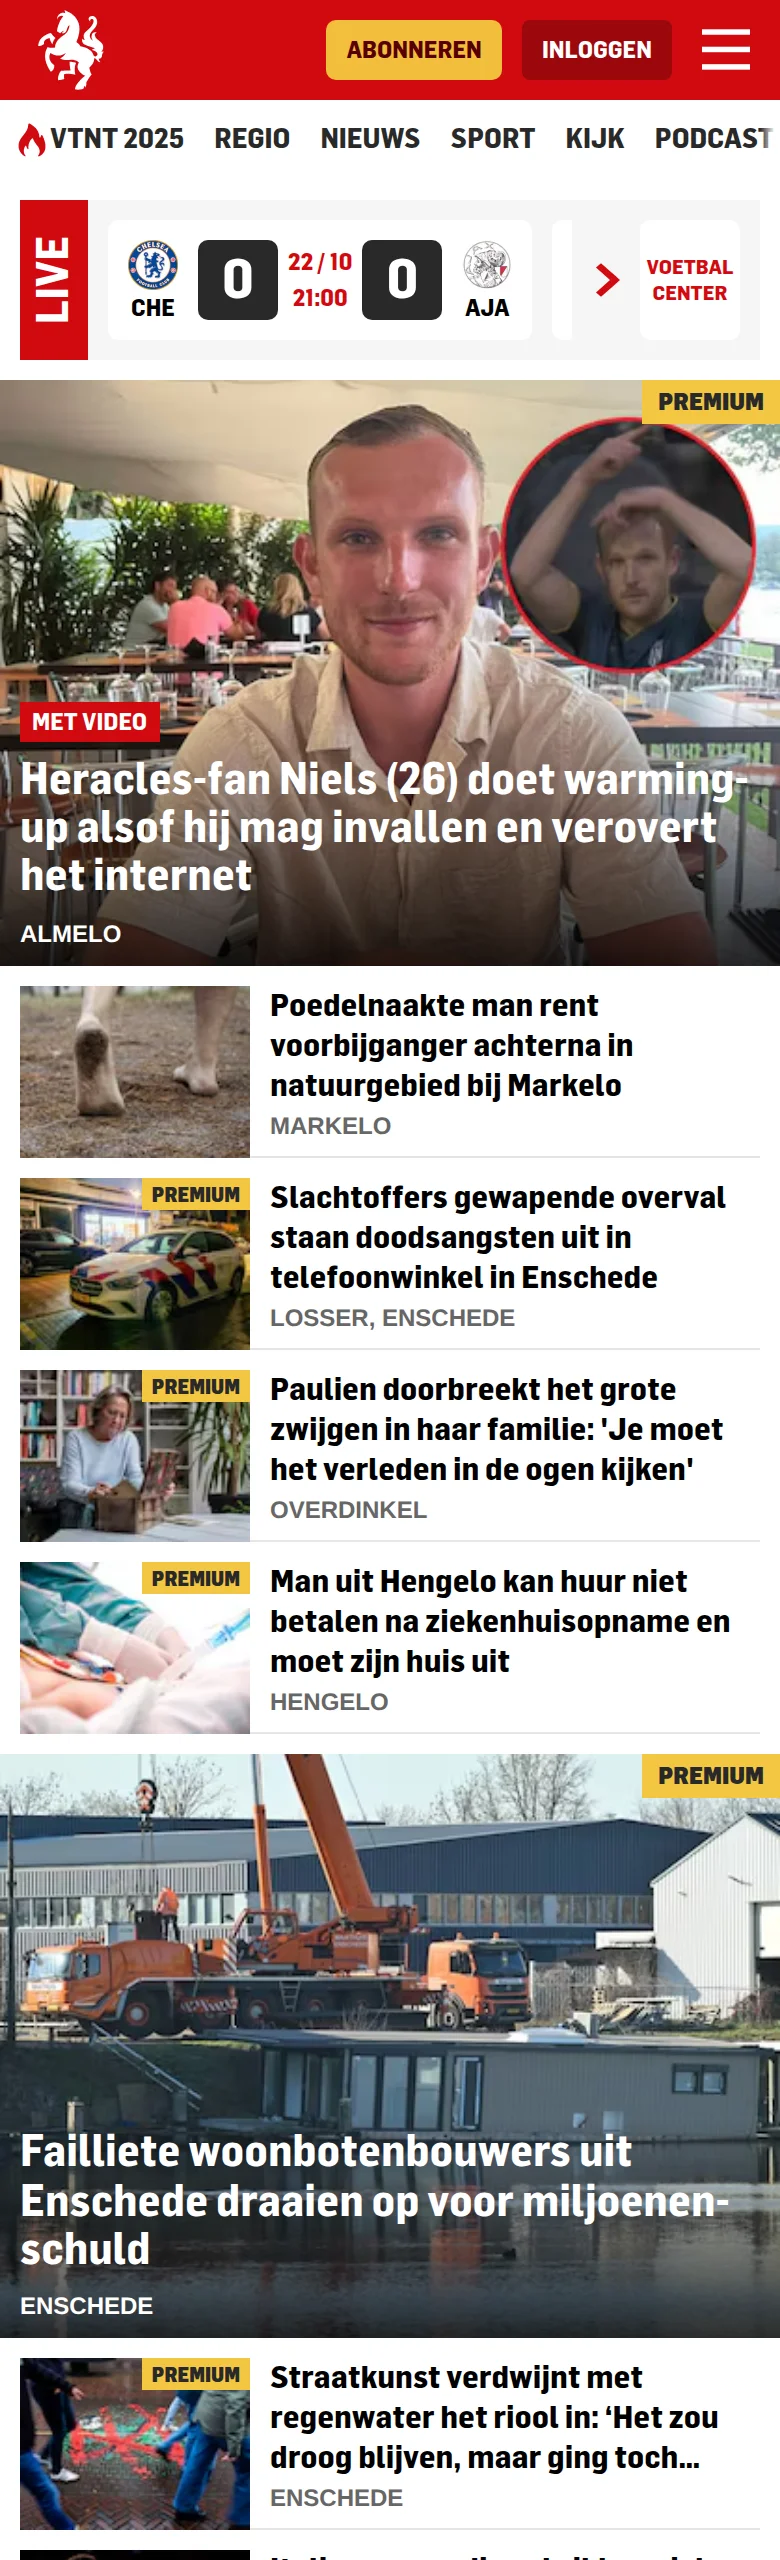 ABONNEREN
INLOGGEN
VTNT 2025
REGIO
NIEUWS
SPORT
KIJK
PODCAST
LIVE
CHELSEA
FOOTBALL CLUB
CHE
0
22 / 10
21:00
0
AJAX
AJA
VOETBAL
CENTER
PREMIUM
MET VIDEO
Heracles-fan Niels (26) doet warming-
up alsof hij mag invallen en verovert
het internet
ALMELO
Poedelnaakte man rent
voorbijganger achterna in
natuurgebied bij Markelo
MARKELO
PREMIUM
Slachtoffers gewapende overval
staan doodsangsten uit in
telefoonwinkel in Enschede
LOSSER, ENSCHEDE
PREMIUM
Paulien doorbreekt het grote
zwijgen in haar familie: 'Je moet
het verleden in de ogen kijken'
OVERDINKEL
PREMIUM
Man uit Hengelo kan huur niet
betalen na ziekenhuisopname en
moet zijn huis uit
HENGELO
PREMIUM
Failliete woonbotenbouwers uit
Enschede draaien op voor miljoenen-
schuld
ENSCHEDE
PREMIUM
Straatkunst verdwijnt met
regenwater het riool in: ‘Het zou
droog blijven, maar ging toch...
ENSCHEDE